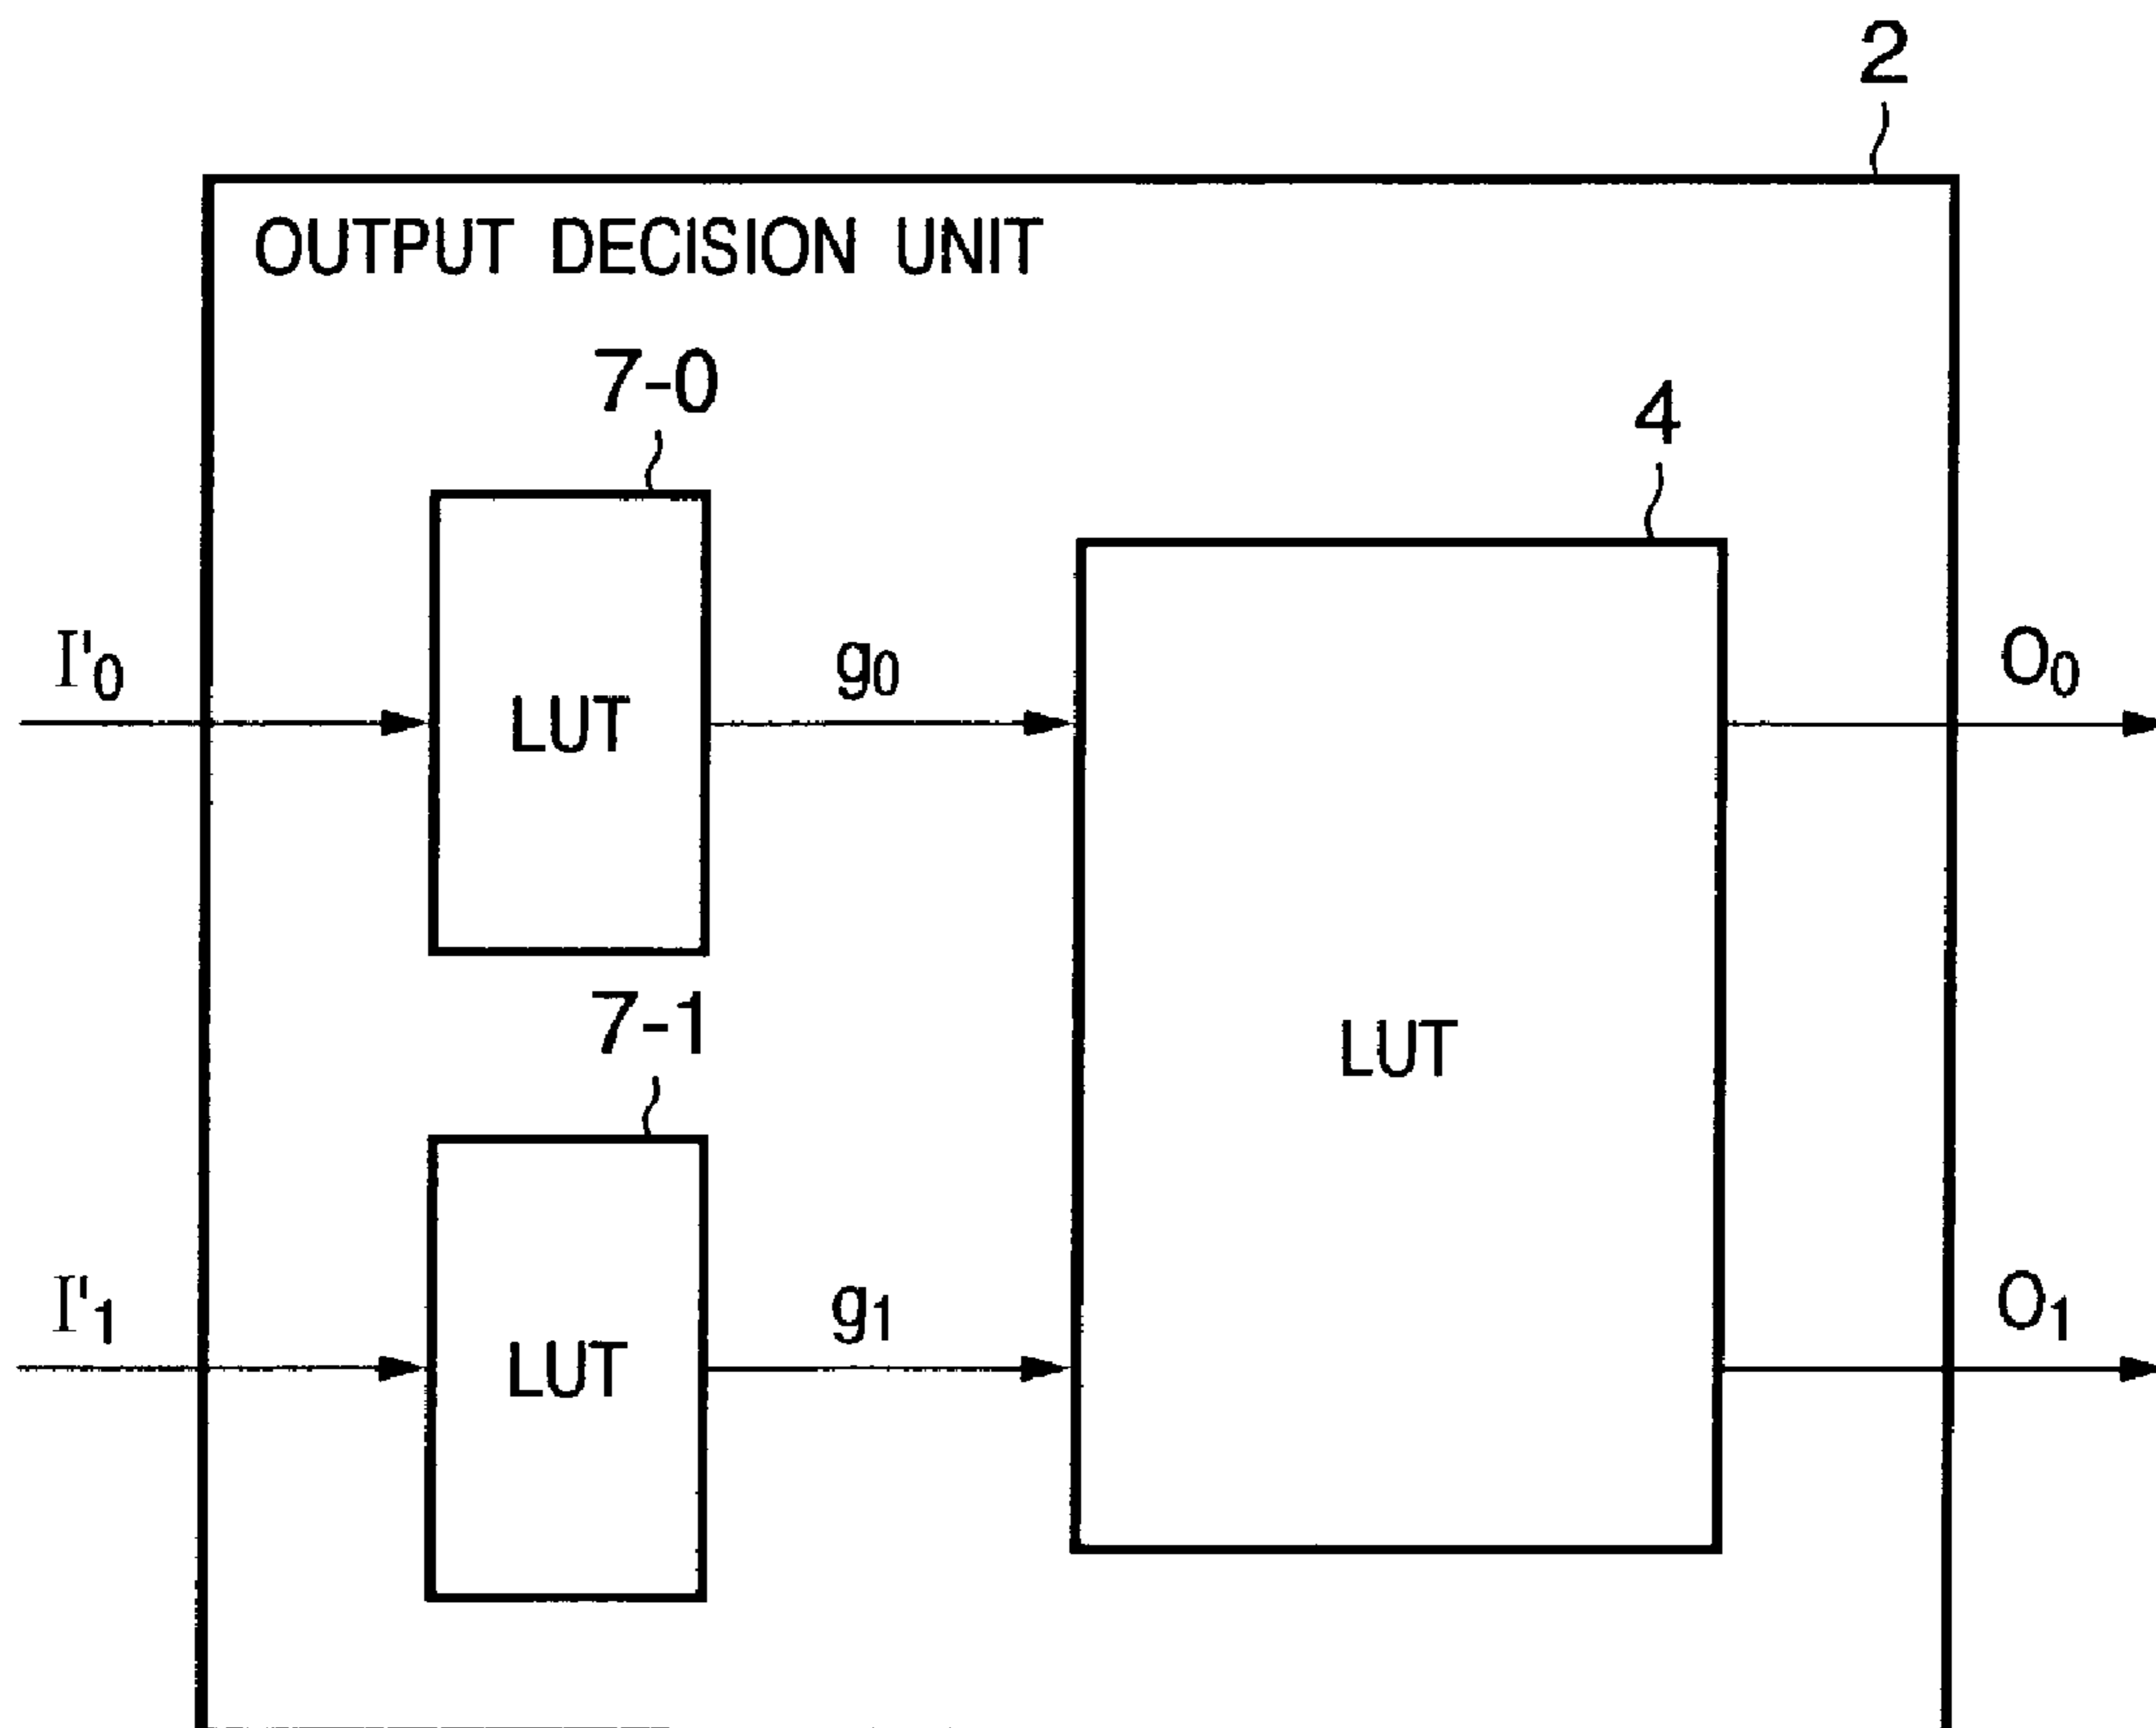 2
OUTPUT DECISION UNIT
7-0
4
I'0
g0
O0
LUT
7-1
LUT
I'1
g1
O1
LUT